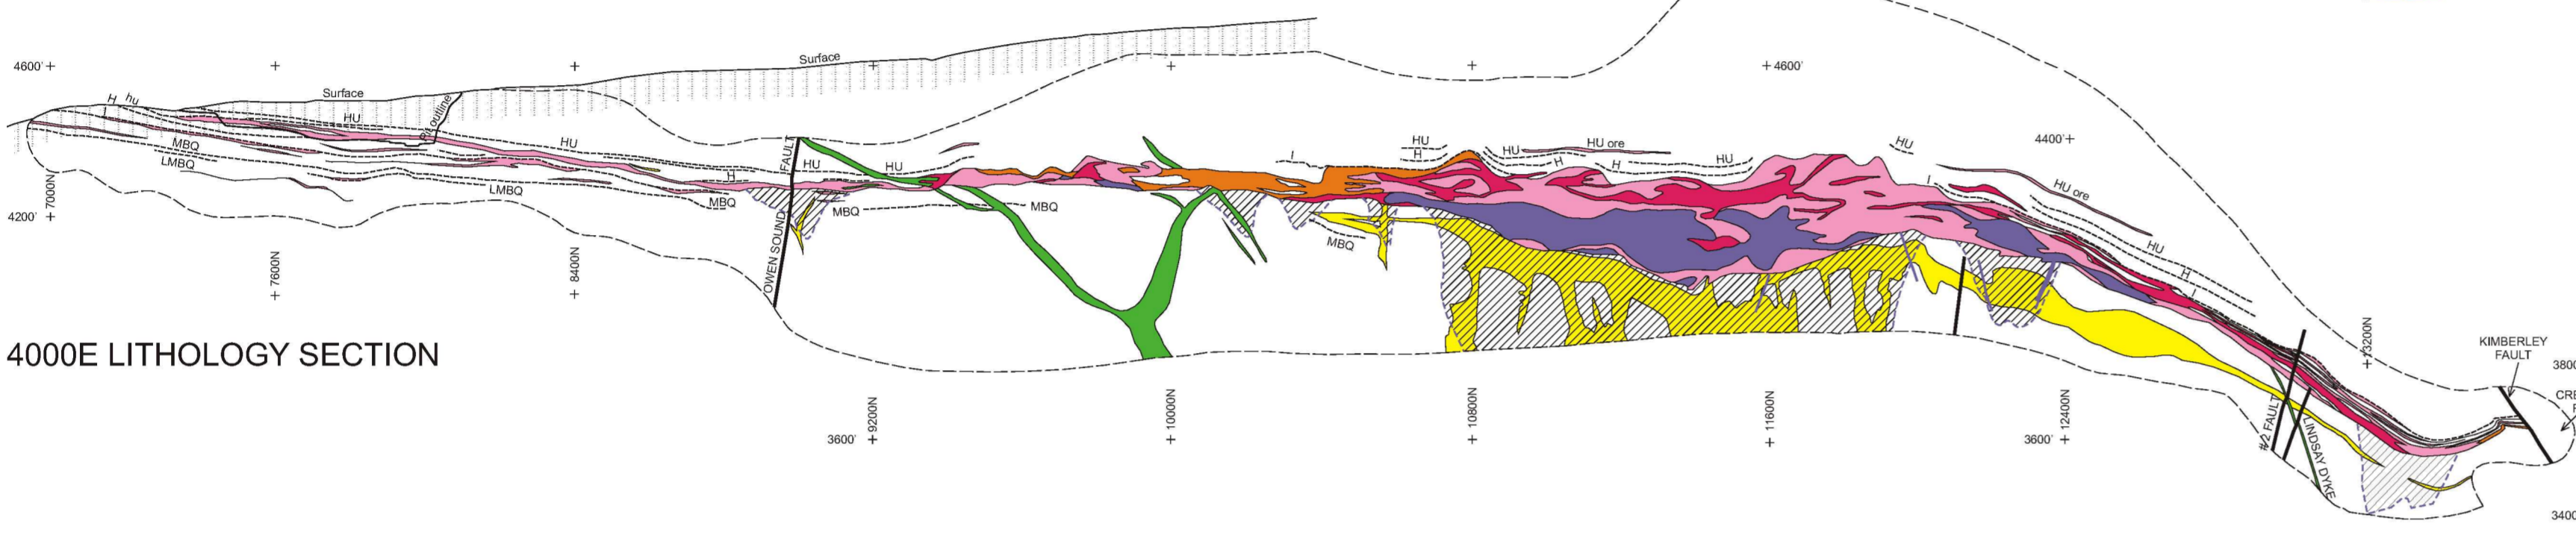 4600'
Surface
+ 4600'
H hu
Surface
HU
Pit outline
HU
MBQ
LMBQ
7000N
4200'
LMBQ
H
MBQ
FAULT
OWEN SOUND
HU
HU
MBQ
MBQ
I
HU
H
HU
HU ore
H
H
HU
HU
4400'+
I
HU ore
HU
H
I
MBQ
+ 7600N
+ 8400N
4000E LITHOLOGY SECTION
3600' + 9200N
+ 10000N
+ 10800N
+ 11600N
3600' + 12400N
+13200N
#2 FAULT
LINDSAY DYKE
KIMBERLEY
FAULT
3800
CRE
3400